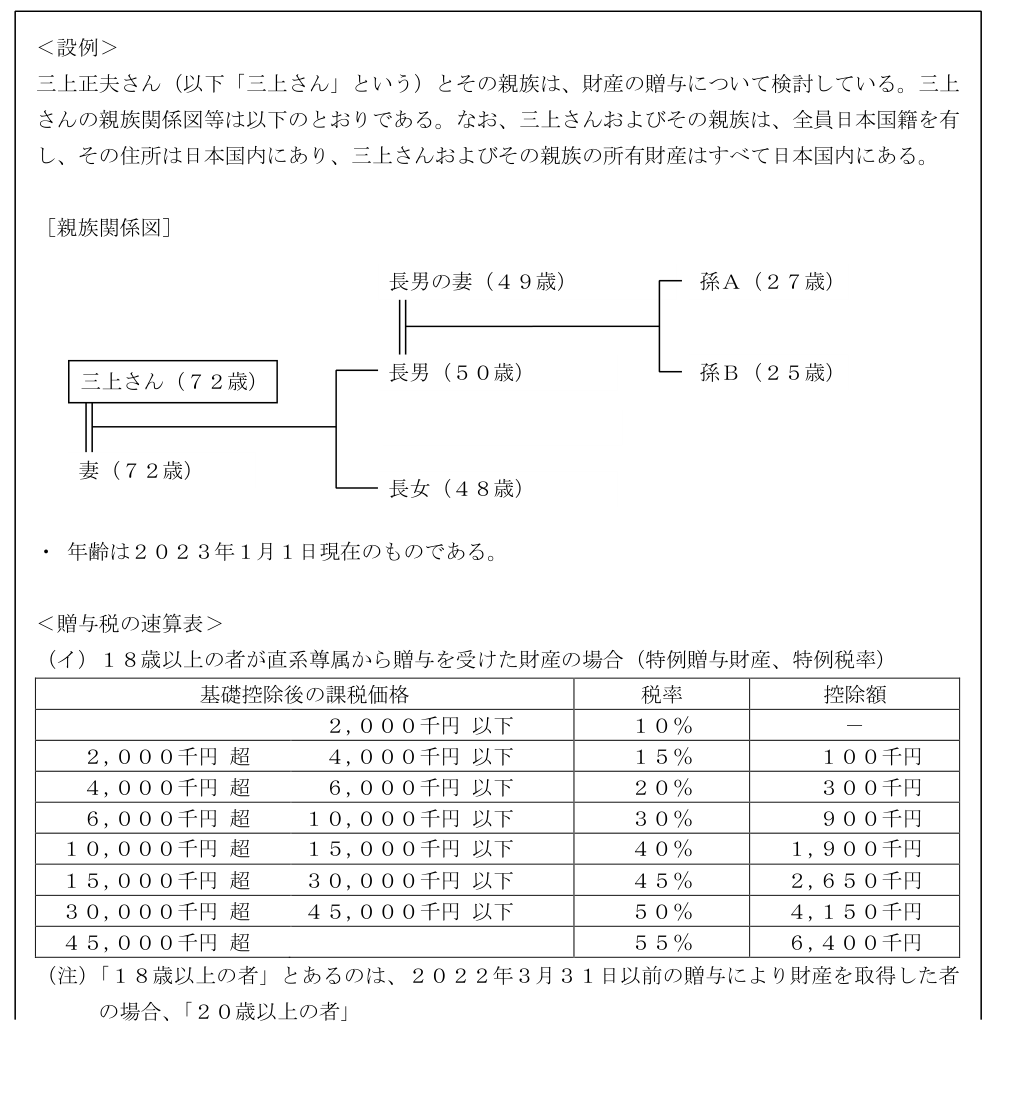 ＜設例＞
三上正夫さん（以下「三上さん」という）とその親族は、財産の贈与について検討している。三上
さんの親族関係図等は以下のとおりである。なお、三上さんおよびその親族は、全員日本国籍を有
し、その住所は日本国内にあり、三上さんおよびその親族の所有財産はすべて日本国内にある。
［親族関係図］
長男の妻（４９歳） 孫Ａ（２７歳）
三上さん（７２歳） 長男（５０歳） 孫Ｂ（２５歳）
妻（７２歳） 長女（４８歳）
・ 年齢は２０２３年１月１日現在のものである。
＜贈与税の速算表＞
（イ）１８歳以上の者が直系尊属から贈与を受けた財産の場合（特例贈与財産、特例税率）
基礎控除後の課税価格 税率 控除額
２,０００千円 以下 １０％ －
２,０００千円 超 ４,０００千円 以下 １５％ １００千円
４,０００千円 超 ６,０００千円 以下 ２０％ ３００千円
６,０００千円 超 １０,０００千円 以下 ３０％ ９００千円
１０,０００千円 超 １５,０００千円 以下 ４０％ １,９００千円
１５,０００千円 超 ３０,０００千円 以下 ４５％ ２,６５０千円
３０,０００千円 超 ４５,０００千円 以下 ５０％ ４,１５０千円
４５,０００千円 超 ５５％ ６,４００千円
（注）「１８歳以上の者」とあるのは、２０２２年３月３１日以前の贈与により財産を取得した者
の場合、「２０歳以上の者」